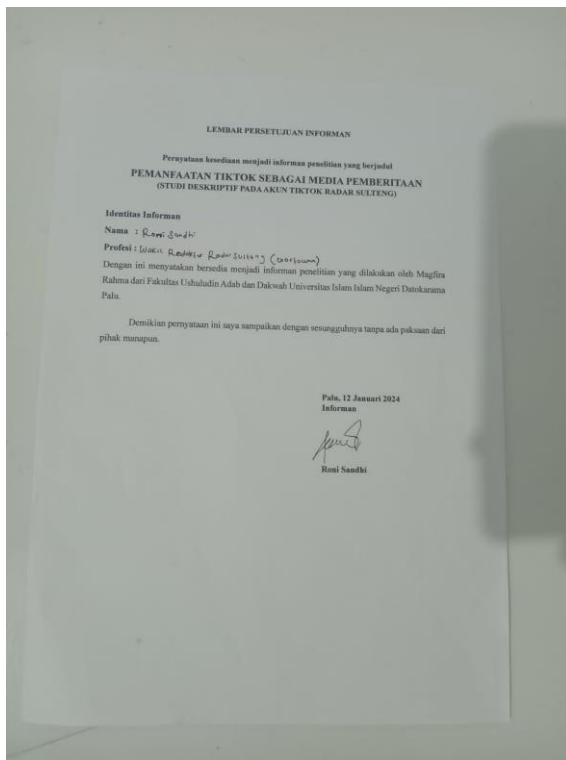 LEMBAR PERSETUJUAN INFORMAN
Pernyataan kesediaan menjadi informan penelitian yang berjudul
PEMANFAATAN TIKTOK SEBAGAI MEDIA PEMBERITAAN
(STUDI DESKRIPTIF PADA AKUN TIKTOK RADAR SULTENG)
Identitas Informan
Nama : Roni Sandhi
Profesi : Wakil Redaktur Radar Sulteng
Dengan ini menyatakan bersedia menjadi informan penelitian yang dilakukan oleh Magfira
Rahma dari Fakultas Ushuludin Adab dan Dakwah Universitas Islam Islam Negeri Datokarama
Palu.
Demikian pernyataan ini saya sampaikan dengan sesungguhnya tanpa ada paksaan dari
pihak manapun.
Palu, 12 Januari 2024
Informan
Roni Sandhi